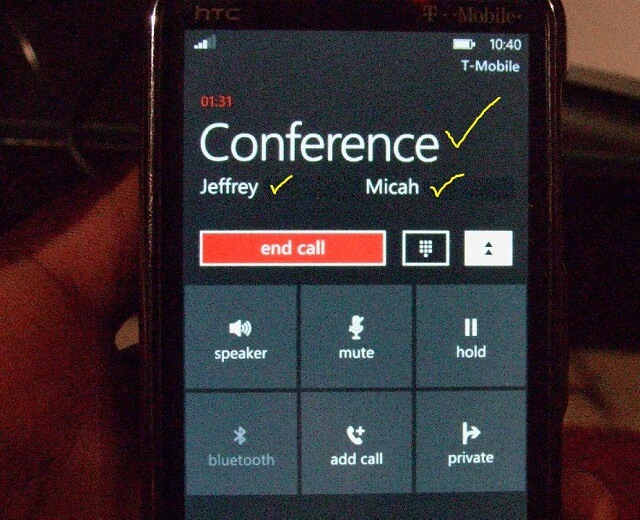 hTC T··Mobile·
10:40
T-Mobile
01:31
Conference
Jeffrey Micah
end call
speaker mute hold
bluetooth add call private